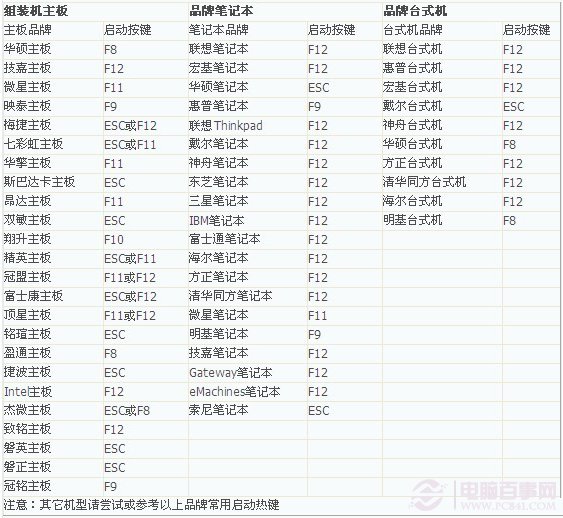 组装机主板 品牌笔记本 品牌台式机
主板品牌 启动按键 笔记本品牌 启动按键 台式机品牌 启动按键
华硕主板 F8 联想笔记本 F12 联想台式机 F12
技嘉主板 F12 宏基笔记本 F12 惠普台式机 F12
微星主板 F11 华硕笔记本 ESC 宏基台式机 F12
映泰主板 F9 惠普笔记本 F9 戴尔台式机 ESC
梅捷主板 ESC或F12 联想Thinkpad F12 神舟台式机 F12
七彩虹主板 ESC或F11 戴尔笔记本 F12 华硕台式机 F8
华擎主板 F11 神舟笔记本 F12 方正台式机 F12
斯巴达卡主板 ESC 东芝笔记本 F12 清华同方台式机 F12
昂达主板 F11 三星笔记本 F12 海尔台式机 F12
双敏主板 ESC IBM笔记本 F12 明基台式机 F8
翔升主板 F10 富士通笔记本 F12
精英主板 ESC或F11 海尔笔记本 F12
冠盟主板 F11或F12 方正笔记本 F12
富士康主板 ESC或F12 清华同方笔记本 F12
顶星主板 F11或F12 微星笔记本 F11
铭瑄主板 ESC 明基笔记本 F9
盈通主板 F8 技嘉笔记本 F12
捷波主板 ESC Gateway笔记本 F12
Intel主板 F12 eMachines笔记本 F12
杰微主板 ESC或F8 索尼笔记本 ESC
致铭主板 F12
磐英主板 ESC
磐正主板 ESC
冠铭主板 F9
注意：其它机型请尝试或参考以上品牌常用启动热键
电脑百事网
WWW.PC841.COM